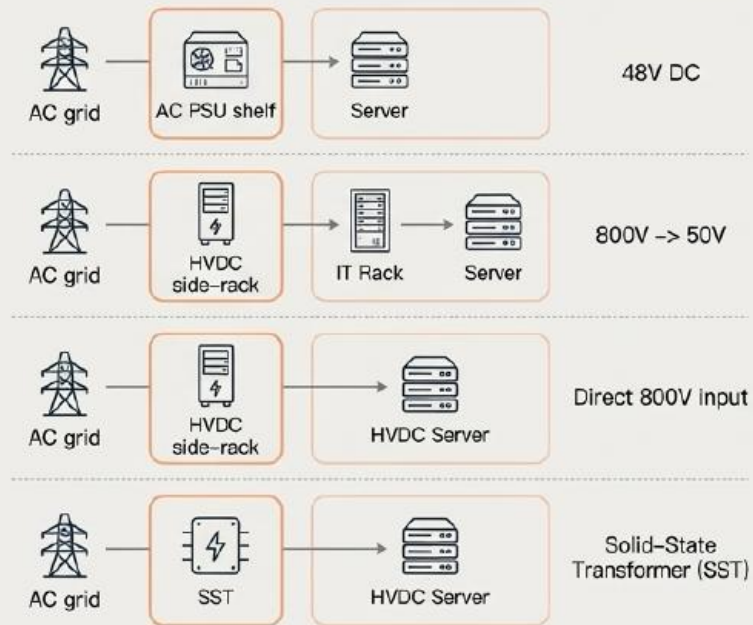 AC grid
AC PSU shelf
Server
48V DC
AC grid
HVDC
side-rack
IT Rack
Server
800V -> 50V
AC grid
HVDC
side-rack
HVDC Server
Direct 800V input
AC grid
SST
HVDC Server
Solid-State
Transformer (SST)